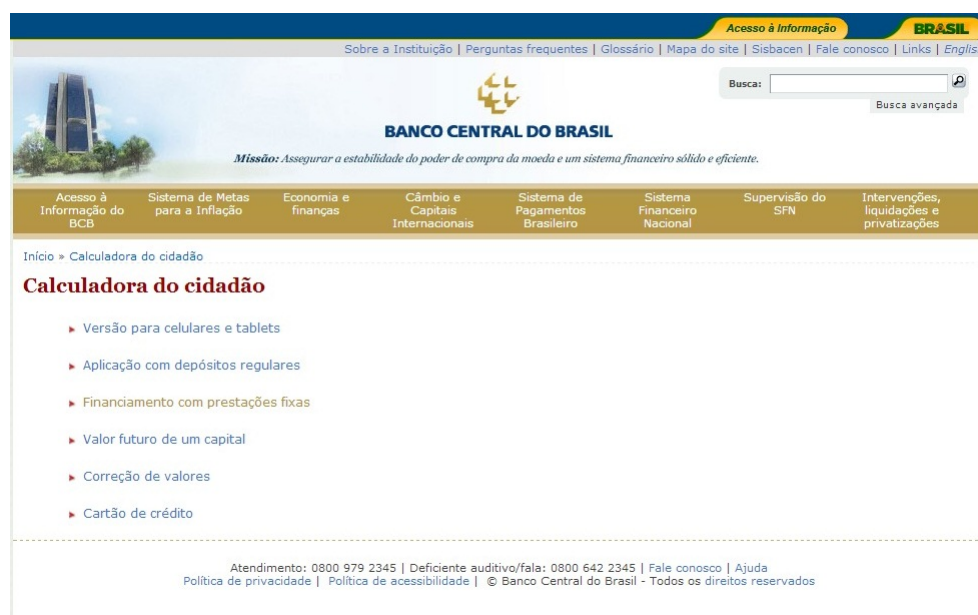 Acesso à Informação BRASIL
Sobre a Instituição | Perguntas frequentes | Glossário | Mapa do site | Sisbacen | Fale conosco | Links | Englis
Busca:
Busca avançada
BANCO CENTRAL DO BRASIL
Missão: Assegurar a estabilidade do poder de compra da moeda e um sistema financeiro sólido e eficiente.
Acesso à Informação do BCB
Sistema de Metas para a Inflação
Economia e finanças
Câmbio e Capitais Internacionais
Sistema de Pagamentos Brasileiro
Sistema Financeiro Nacional
Supervisão do SFN
Intervenções, liquidações e privatizações
Início » Calculadora do cidadão
Calculadora do cidadão
Versão para celulares e tablets
Aplicação com depósitos regulares
Financiamento com prestações fixas
Valor futuro de um capital
Correção de valores
Cartão de crédito
Atendimento: 0800 979 2345 | Deficiente auditivo/fala: 0800 642 2345 | Fale conosco | Ajuda
Política de privacidade | Política de acessibilidade | © Banco Central do Brasil - Todos os direitos reservados